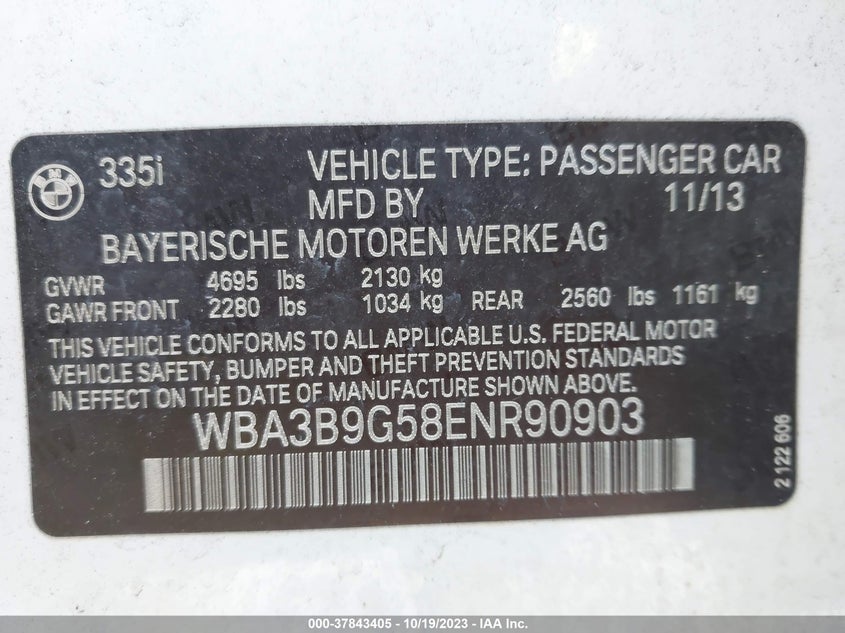 335i VEHICLE TYPE: PASSENGER CAR
MFD BY 11/13
BAYERISCHE MOTOREN WERKE AG
GVWR 4695 lbs 2130 kg
GAWR FRONT 2280 lbs 1034 kg REAR 2560 lbs 1161 kg
THIS VEHICLE CONFORMS TO ALL APPLICABLE U.S. FEDERAL MOTOR
VEHICLE SAFETY, BUMPER AND THEFT PREVENTION STANDARDS
IN EFFECT ON THE DATE OF MANUFACTURE SHOWN ABOVE.
WBA3B9G58ENR90903
2 122 606
000-37843405 - 10/19/2023 - IAA Inc.